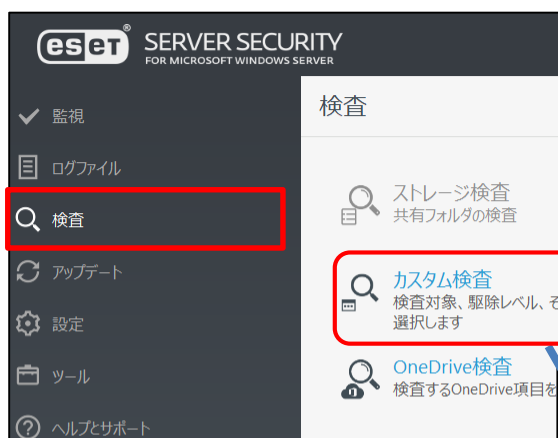 eset® SERVER SECURITY
FOR MICROSOFT WINDOWS SERVER
監視
ログファイル
検査
アップデート
設定
ツール
ヘルプとサポート
検査
ストレージ検査
共有フォルダの検査
カスタム検査
検査対象、駆除レベル、そ
選択します
OneDrive検査
検査するOneDrive項目を